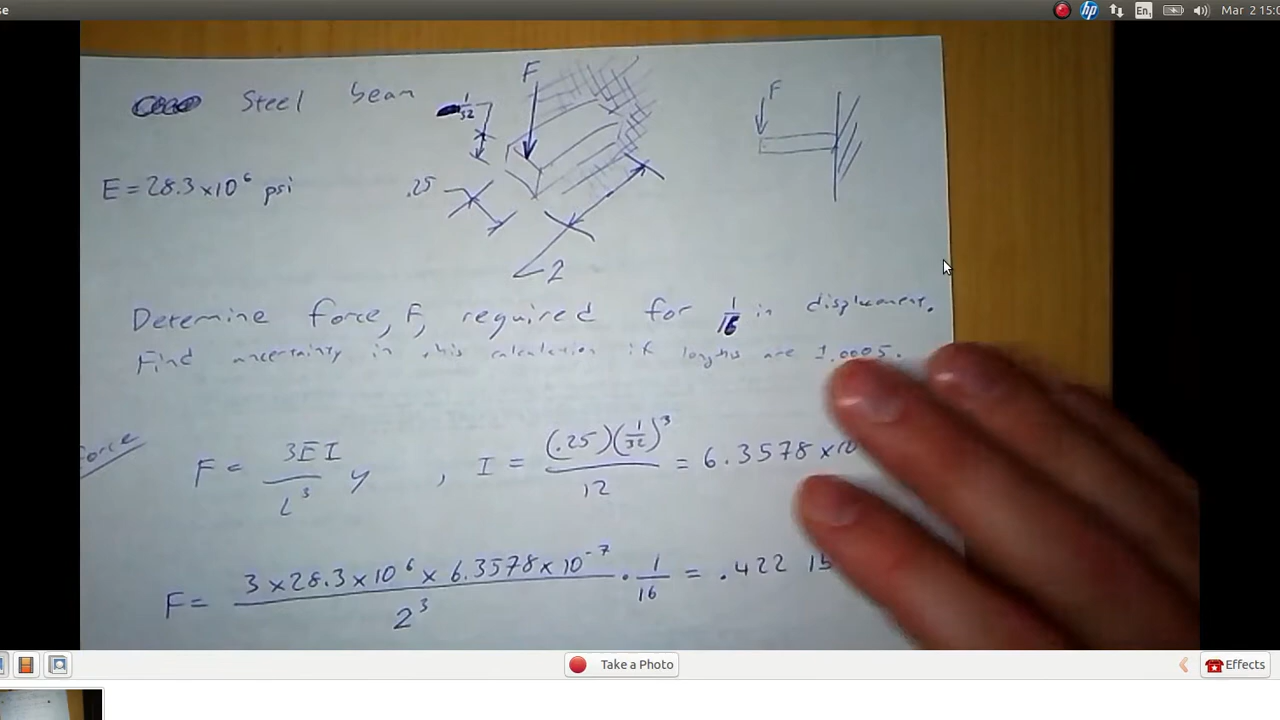 se
En₁
Mar 2 15:0
Steel beam
F
1/32
F
E = 28.3 x 10⁶ psi
.25
2
Determine force, F, required for 1/16 in displacement.
Find uncertainty in this calculation if lengths are ±.0005.
Force
F = 3EI/L³ y , I = (.25)(1/32)³/12 = 6.3578 x 10
F = 3 x 28.3 x 10⁶ x 6.3578 x 10⁻⁷/2³ · 1/16 = .422 lb
Take a Photo
Effects